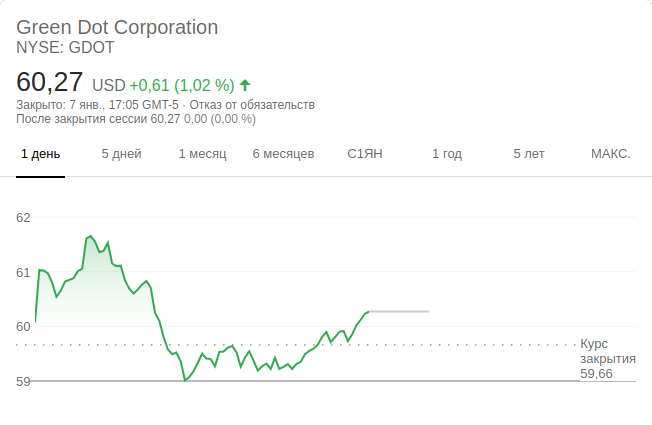 Green Dot Corporation
NYSE: GDOT
60,27 USD +0,61 (1,02 %)
Закрыто: 7 янв., 17:05 GMT-5 · Отказ от обязательств
После закрытия сессии 60,27 0,00 (0,00 %)
1 день 5 дней 1 месяц 6 месяцев С1ЯН 1 год 5 лет МАКС.
62
61
60
59
Курс
закрытия
59,66